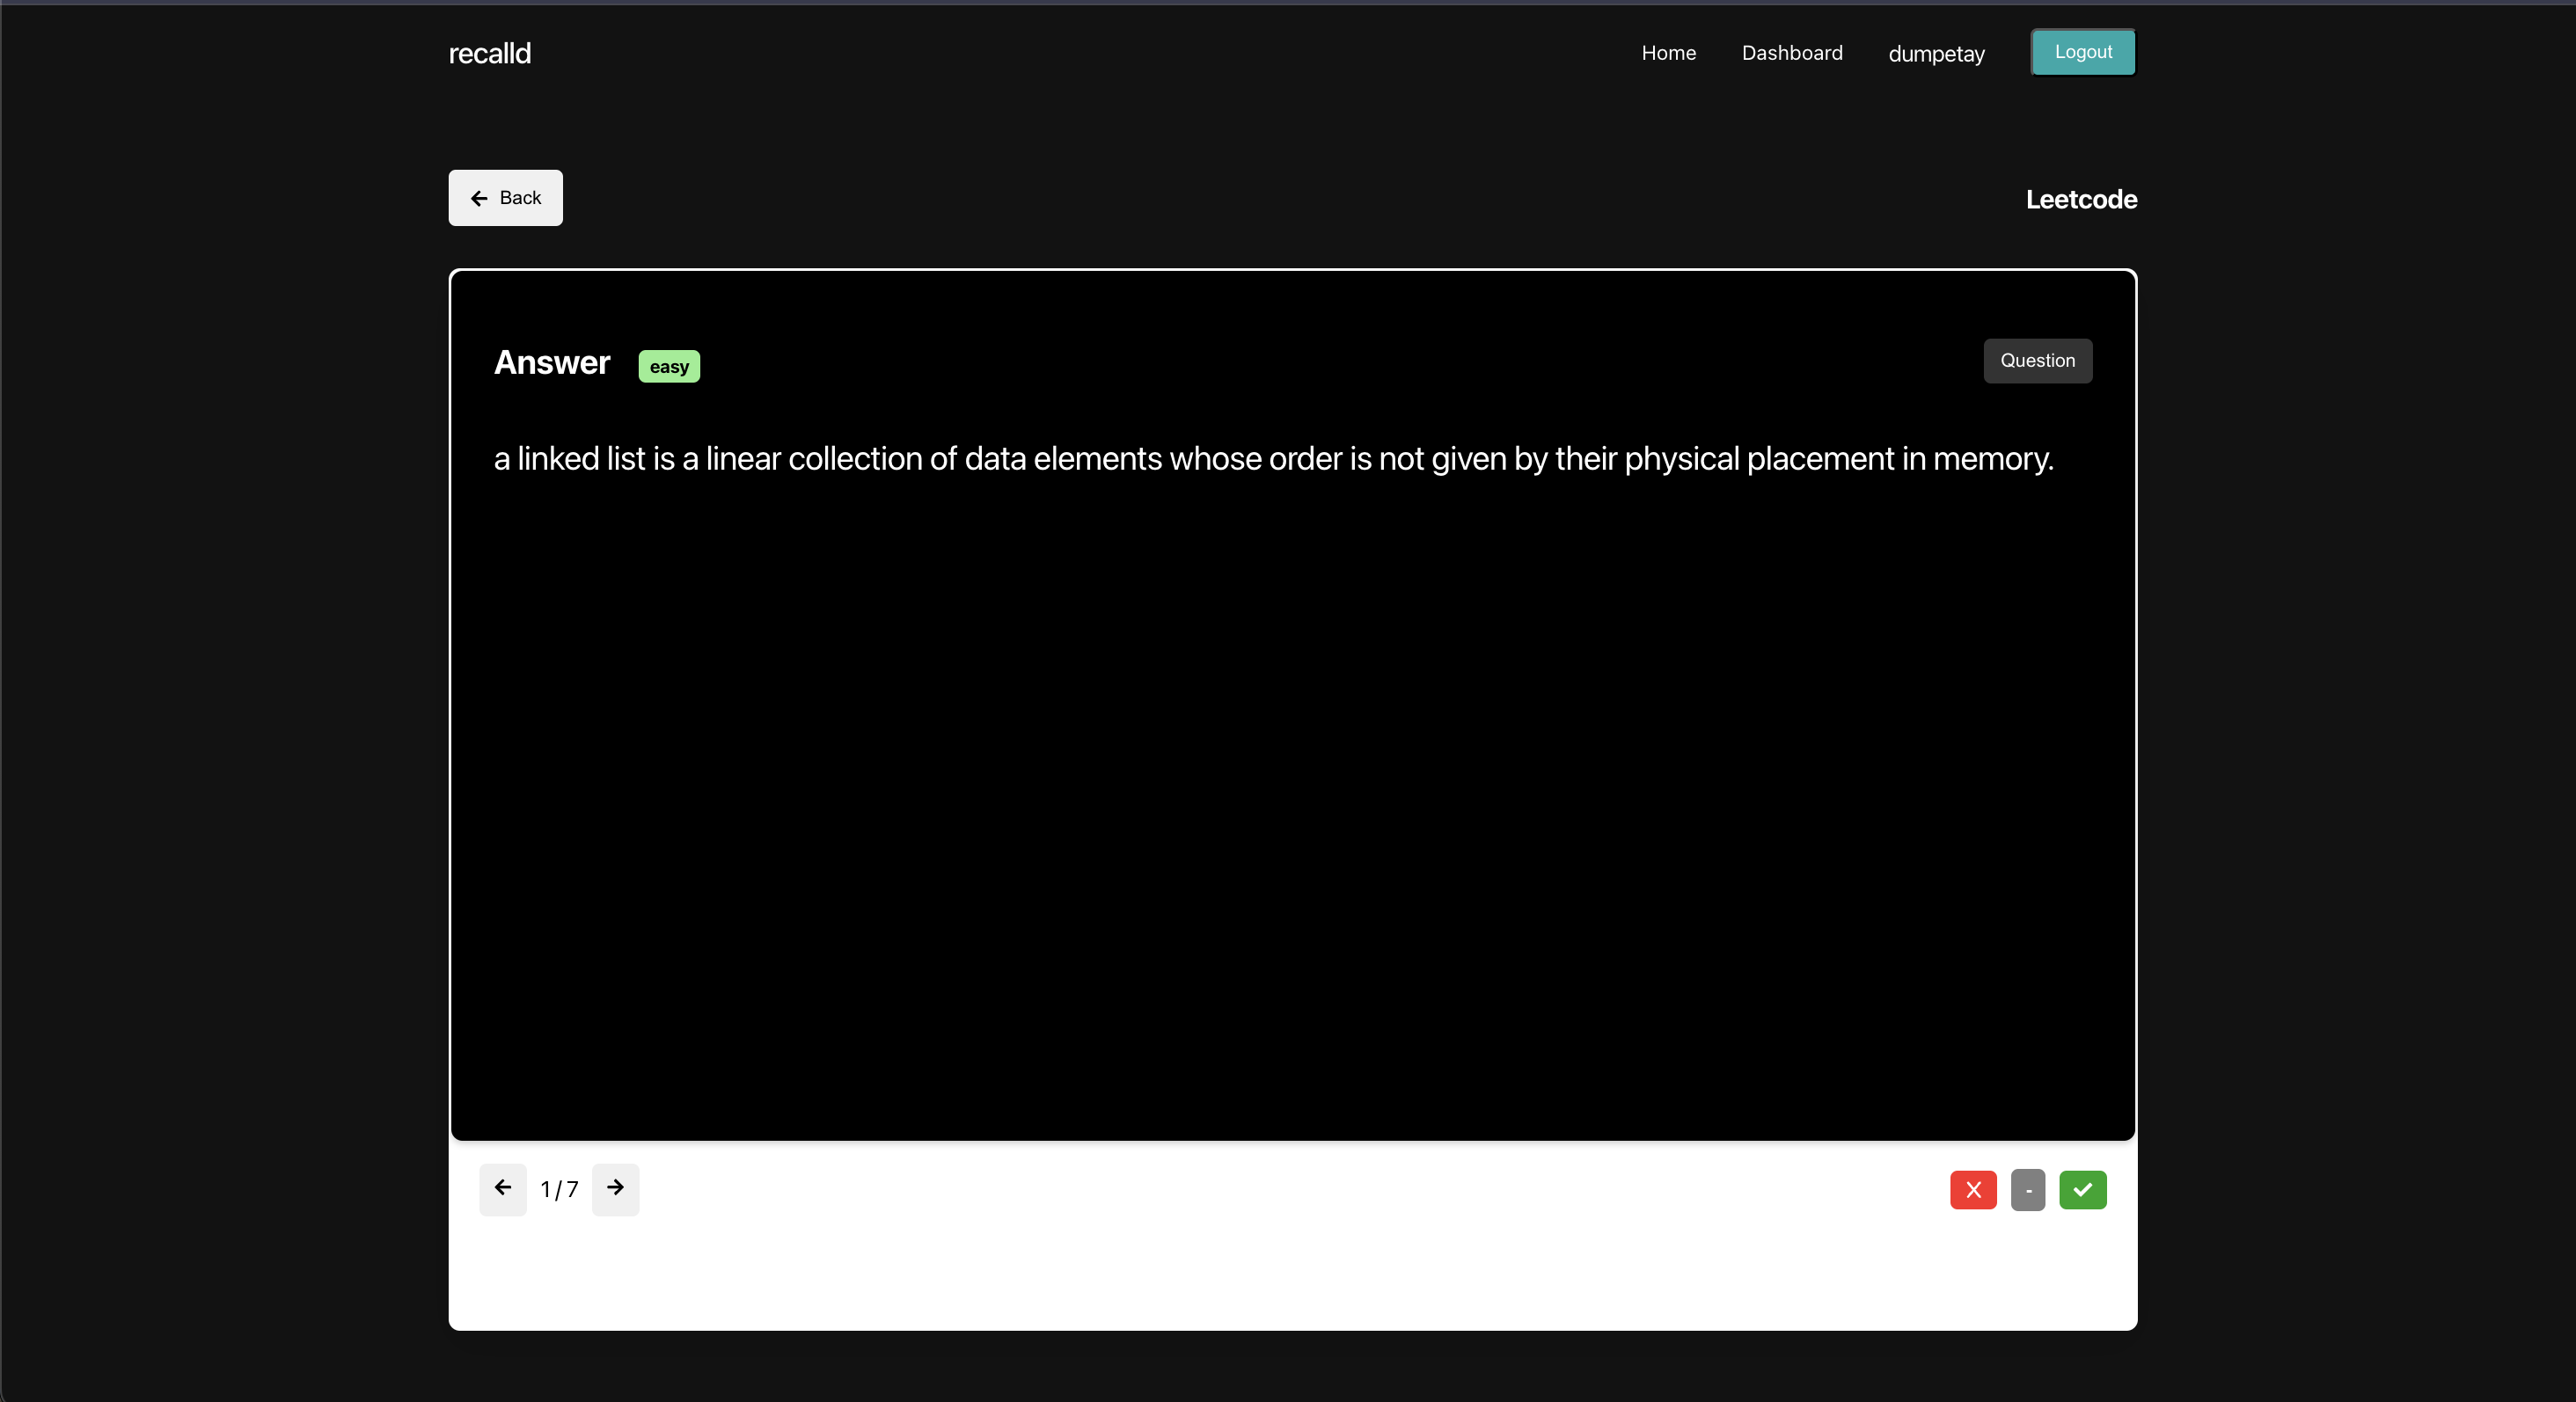 recalld
Home Dashboard dumpetay Logout
Back
Leetcode
Answer easy Question
a linked list is a linear collection of data elements whose order is not given by their physical placement in memory.
1 / 7
X -